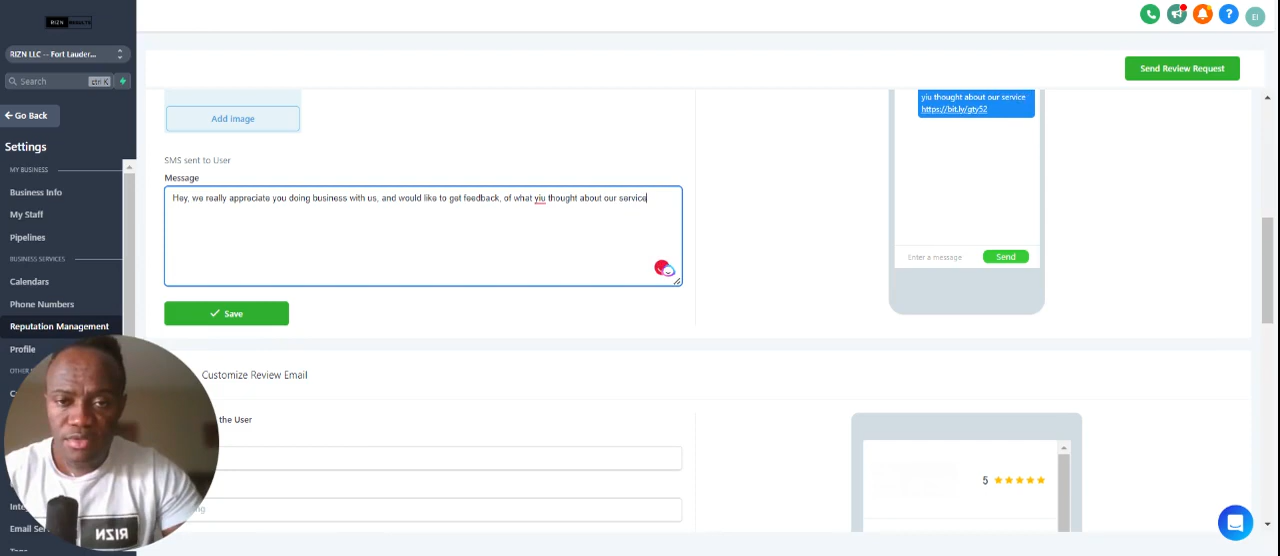 RIZN RESULTS
RIZN LLC -- Fort Lauder...
Search
ctrl K
Go Back
Settings
MY BUSINESS
Business Info
My Staff
Pipelines
BUSINESS SERVICES
Calendars
Phone Numbers
Reputation Management
Profile
EI
Send Review Request
Add image
SMS sent to User
Message
Hey, we really appreciate you doing business with us, and would like to get feedback, of what yiu thought about our service
Save
yiu thought about our service
https://bit.ly/gty52
Enter a message
Send
Customize Review Email
the User
5
Email Ser
RIZN